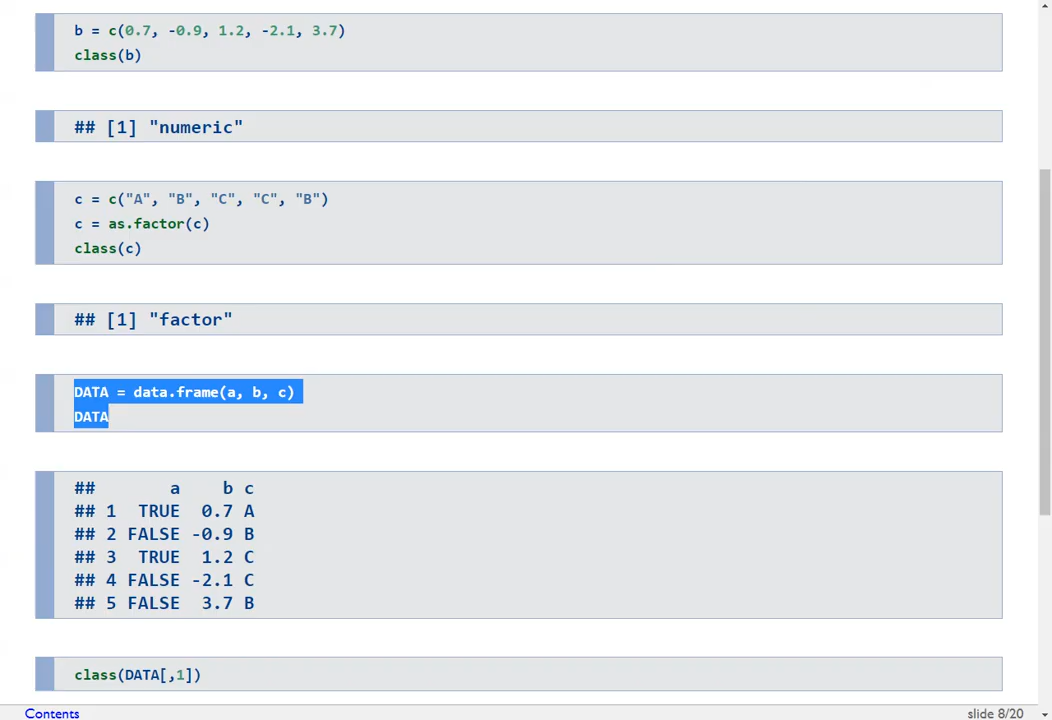 b = c(0.7, -0.9, 1.2, -2.1, 3.7)
class(b)
## [1] "numeric"
c = c("A", "B", "C", "C", "B")
c = as.factor(c)
class(c)
## [1] "factor"
DATA = data.frame(a, b, c)
DATA
##       a    b c
## 1  TRUE  0.7 A
## 2 FALSE -0.9 B
## 3  TRUE  1.2 C
## 4 FALSE -2.1 C
## 5 FALSE  3.7 B
class(DATA[,1])
Contents
slide 8/20